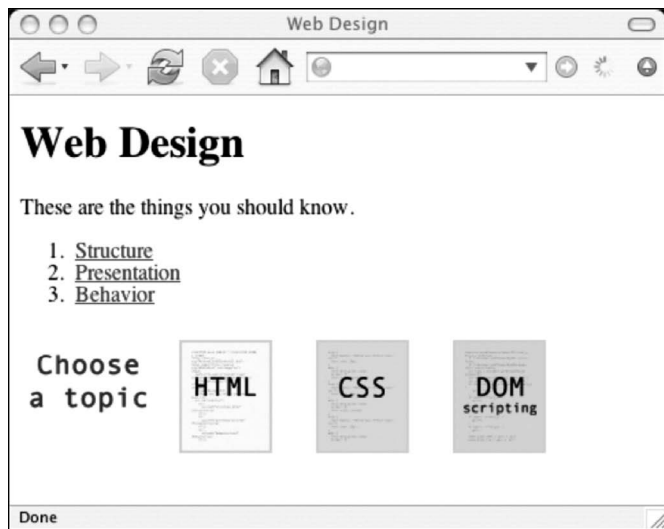 Web Design
Web Design
These are the things you should know.
1. Structure
2. Presentation
3. Behavior
Choose
a topic
HTML
CSS
DOM
scripting
Done